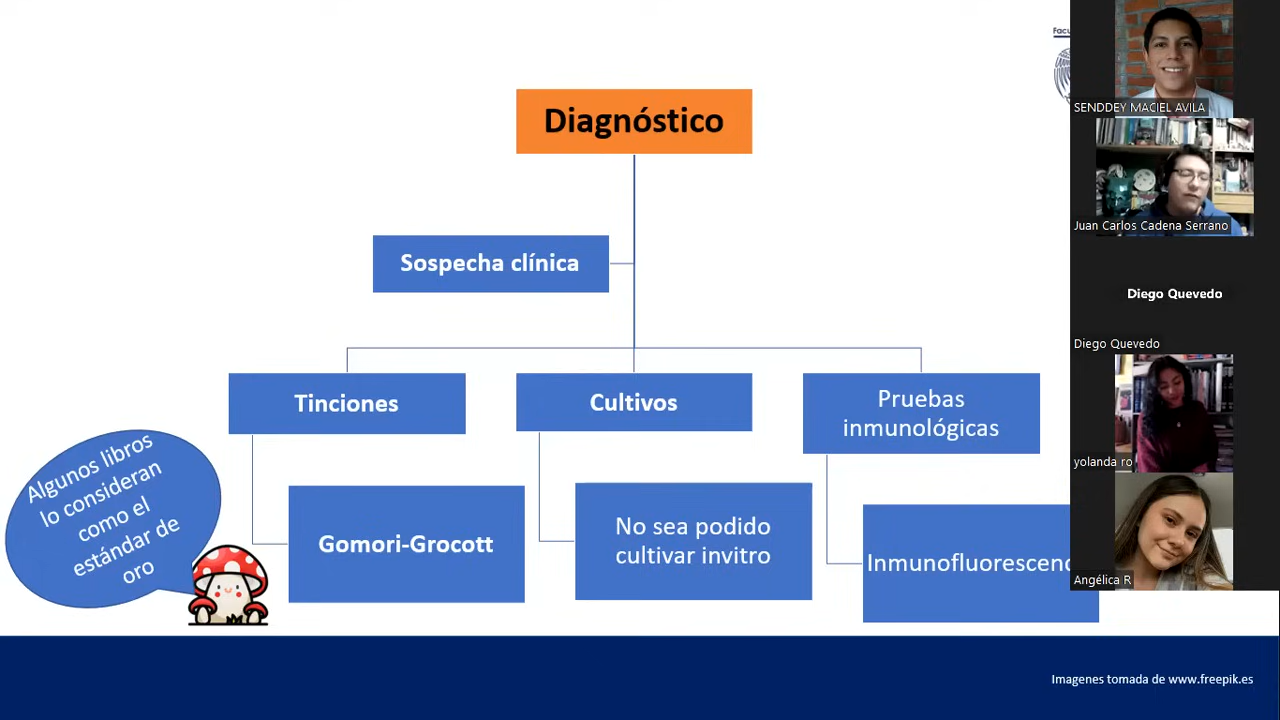 Diagnóstico
Sospecha clínica
Tinciones
Cultivos
Pruebas
inmunológicas
Algunos libros
lo consideran
como el
estándar de
oro
Gomori-Grocott
No sea podido
cultivar invitro
Inmunofluorescenc
Imagenes tomada de www.freepik.es
Facu
SENDDEY MACIEL AVILA
Juan Carlos Cadena Serrano
Diego Quevedo
Diego Quevedo
yolanda ro
Angélica R